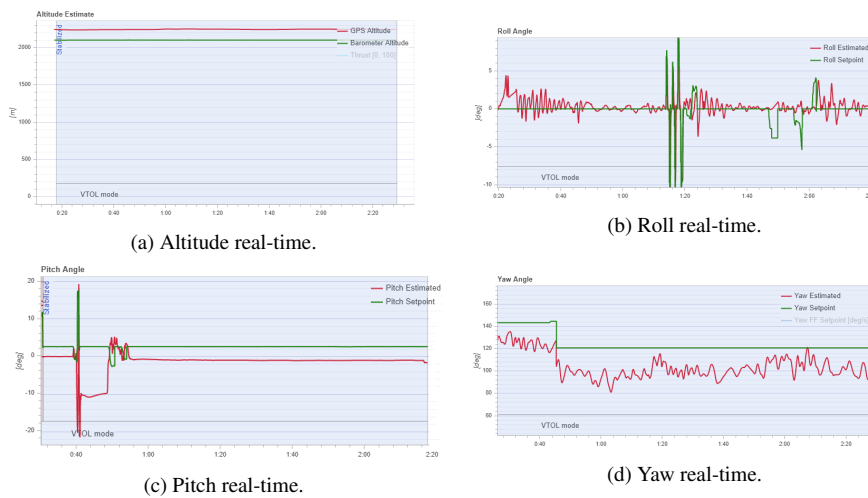 Altitude Estimate
GPS Altitude
Barometer Altitude
Thrust [0, 100]
Stabilized
[m]
2000
1500
1000
500
0
VTOL mode
0:20 0:40 1:00 1:20 1:40 2:00 2:20
(a) Altitude real-time.
Roll Angle
Roll Estimated
Roll Setpoint
[deg]
5
0
-5
-10
VTOL mode
0:20 0:40 1:00 1:20 1:40 2:00 2:20
(b) Roll real-time.
Pitch Angle
Pitch Estimated
Pitch Setpoint
Stabilized
[deg]
20
10
0
-10
-20
VTOL mode
0:40 1:00 1:20 1:40 2:00 2:20
(c) Pitch real-time.
Yaw Angle
Yaw Estimated
Yaw Setpoint
Yaw FF Setpoint [deg/s]
[deg]
160
140
120
100
80
60
VTOL mode
0:40 1:00 1:20 1:40 2:00 2:20
(d) Yaw real-time.